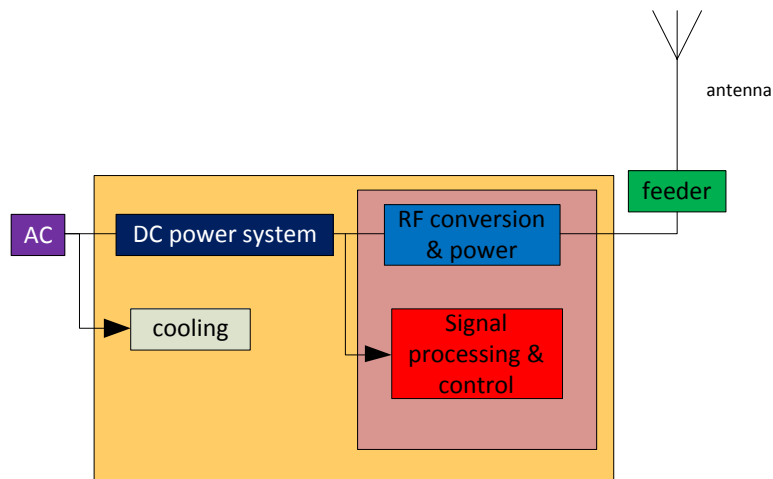 antenna
feeder
AC
DC power system
RF conversion
& power
cooling
Signal
processing &
control